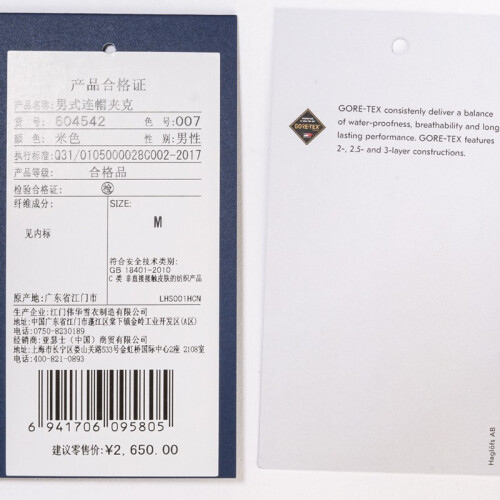 产品合格证
产品名称: 男式连帽夹克
货 号: 604542 色 号: 007
颜 色: 米色 性 别: 男性
执行标准: Q31/0105000028C002-2017
产品等级: 合格品
检验合格证: 检
纤维成分:
见内标
SIZE:
M
符合安全技术类别:
GB 18401-2010
C 类 非直接接触皮肤的纺织产品
原产地: 广东省江门市 LHS001HCN
生产企业: 江门伟华雪衣制造有限公司
地址: 中国广东省江门市蓬江区棠下镇金岭工业开发区(A区)
电话: 0750-8230189
经销商: 亚瑟士（中国）商贸有限公司
地址: 上海市长宁区娄山关路533号金虹桥国际中心2座 2108室
电话: 400-821-0893
6 941706 095805
建议零售价: ¥2,650.00
GORE-TEX
GORE-TEX consistenly deliver a balance
of water-proofness, breathability and long
lasting performance. GORE-TEX features
2-, 2.5- and 3-layer constructions.
Haglöfs AB